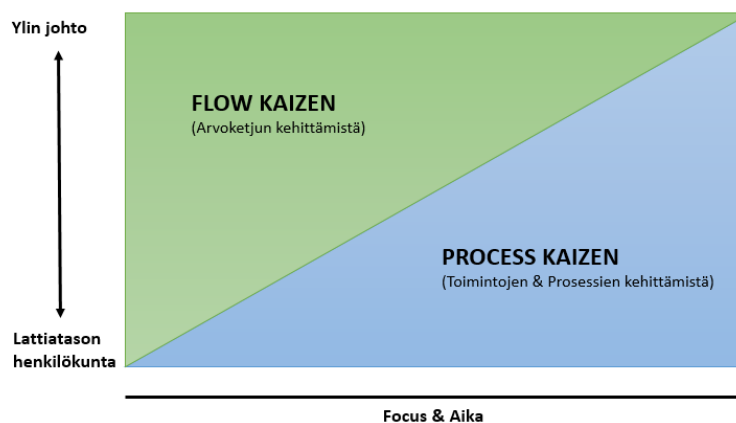 Ylin johto
FLOW KAIZEN
(Arvoketjun kehittämistä)
PROCESS KAIZEN
(Toimintojen & Prosessien kehittämistä)
Lattiatason
henkilökunta
Focus & Aika